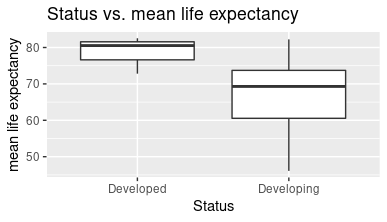 Status vs. mean life expectancy
mean life expectancy
80
70
60
50
Developed
Developing
Status